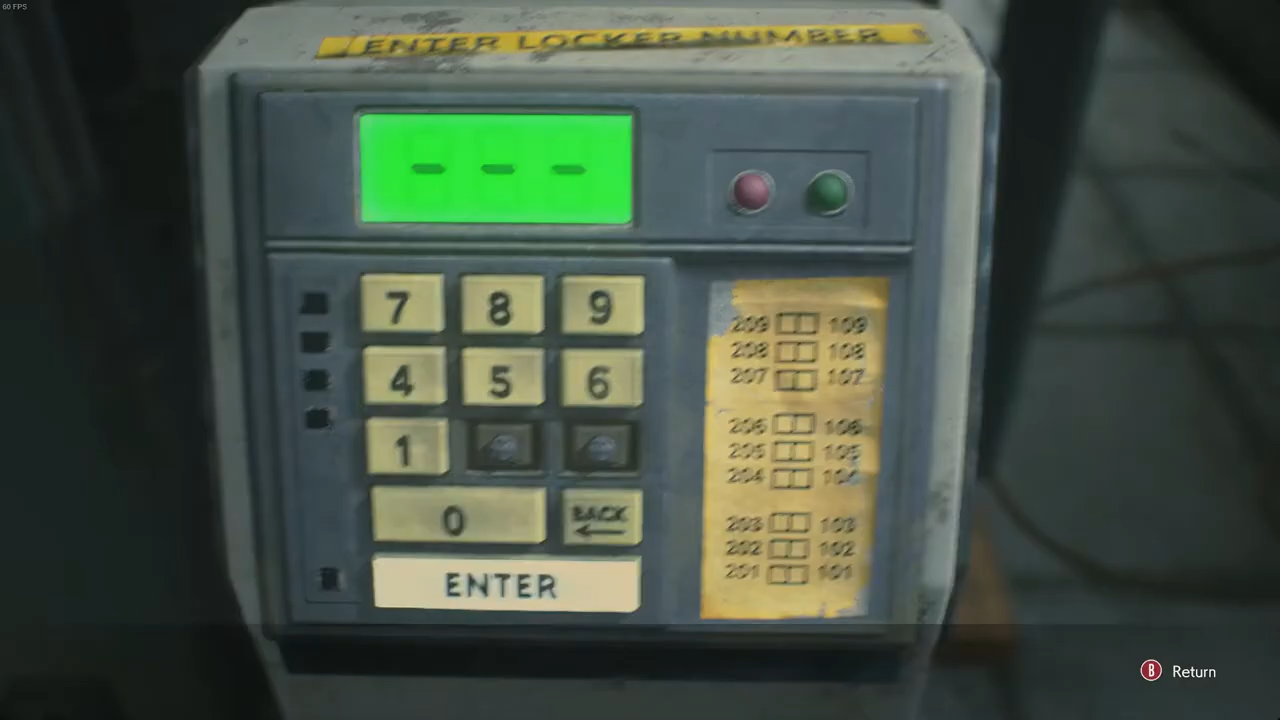 60 FPS
ENTER LOCKER NUMBER
- - -
7 8 9
4 5 6
1
0 BACK
ENTER
209 109
208 108
207 107
206 106
205 105
204 104
203 103
202 102
201 101
B Return